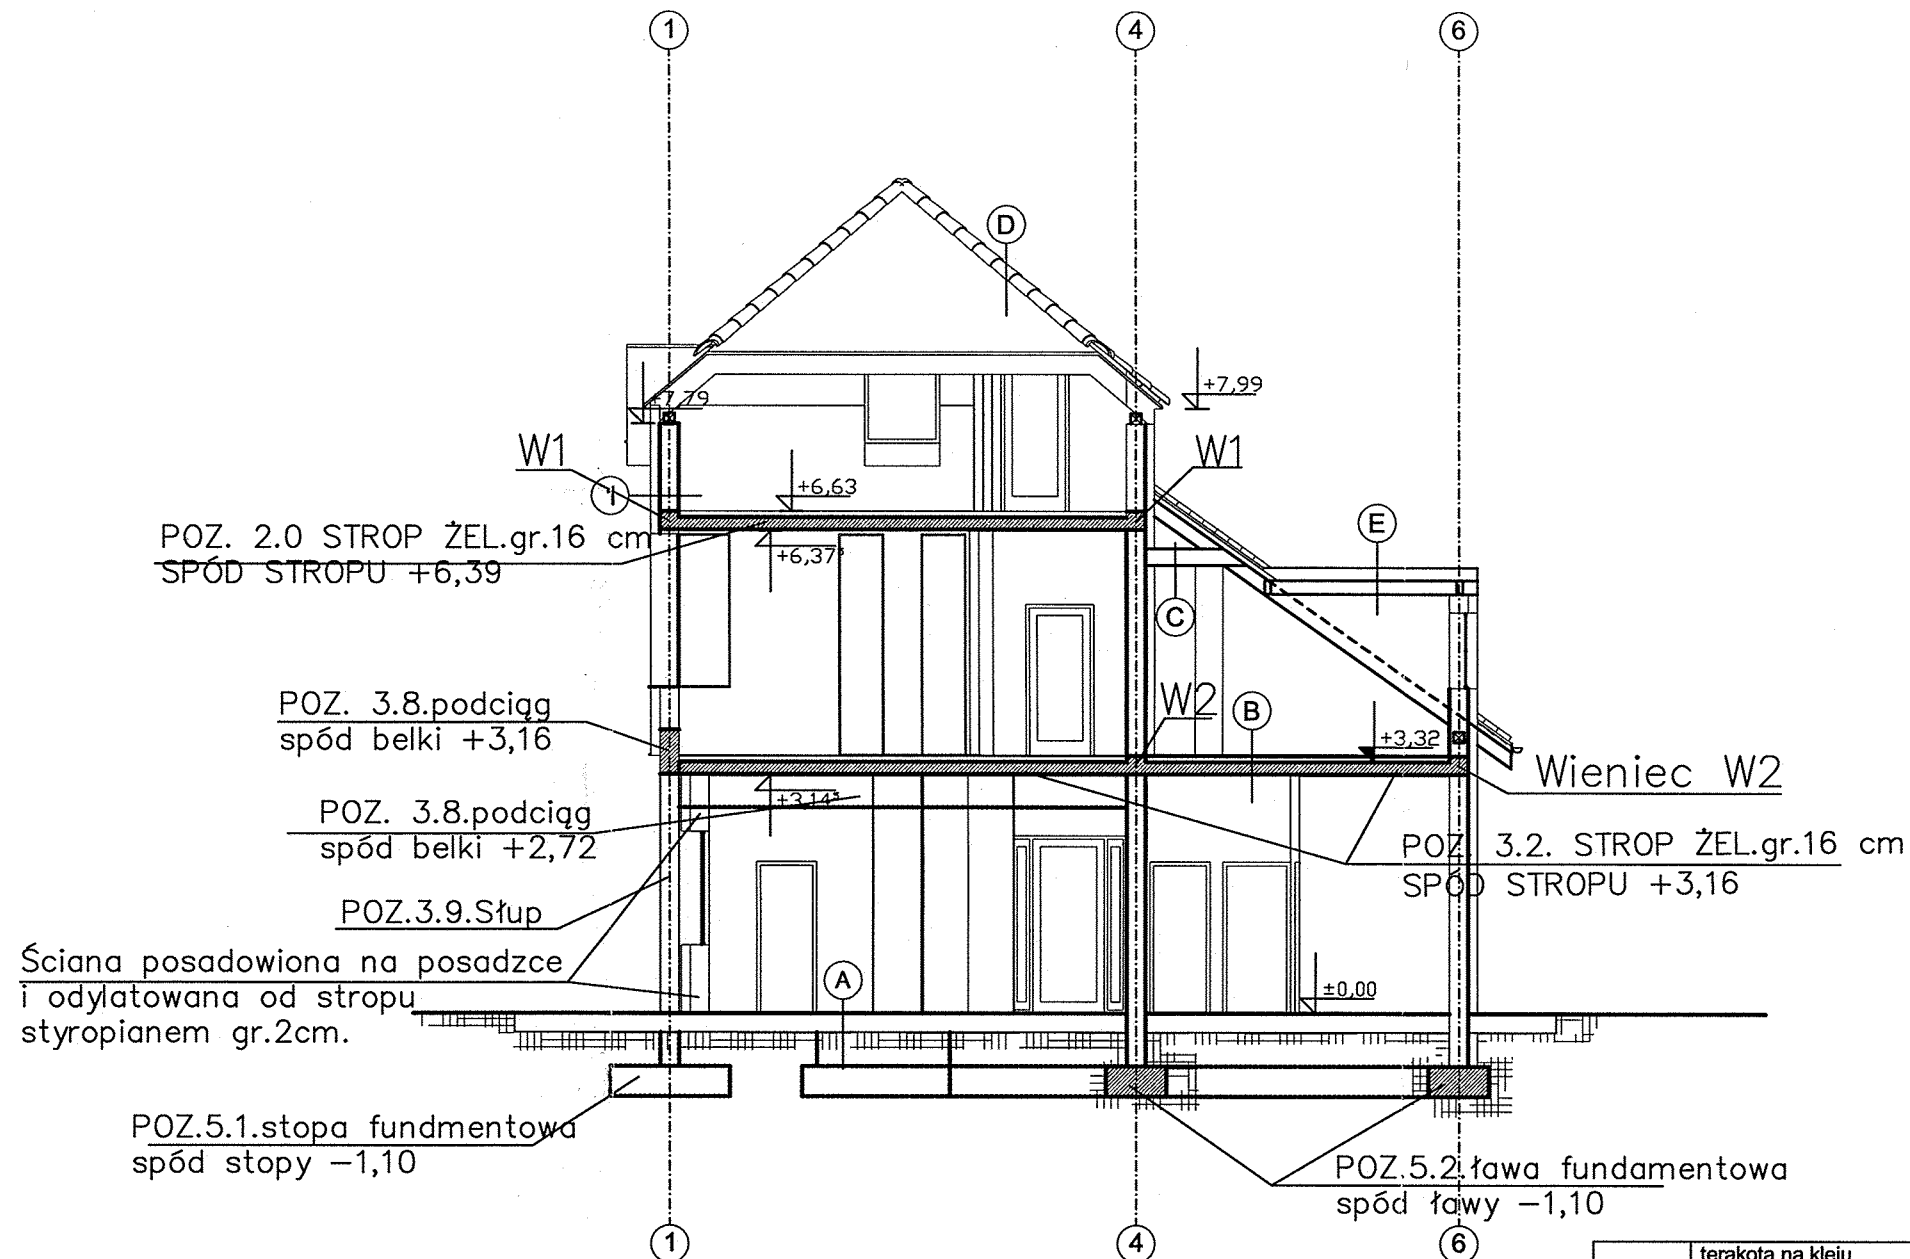 1
4
6
D
+7,79
+7,99
W1
W1
+6,63
POZ. 2.0 STROP ŻEL.gr.16 cm
SPÓD STROPU +6,39
+6,37⁵
E
C
POZ. 3.8.podciąg
spód belki +3,16
W2
B
+3,32
Wieniec W2
+3,14⁵
POZ. 3.8.podciąg
spód belki +2,72
POZ. 3.2. STROP ŻEL.gr.16 cm
SPÓD STROPU +3,16
POZ.3.9.Słup
Ściana posadowiona na posadzce
i odylatowana od stropu
styropianem gr.2cm.
A
±0,00
POZ.5.1.stopa fundmentowa
spód stopy −1,10
POZ.5.2.ława fundamentowa
spód ławy −1,10
1
4
6
terakota na kleju